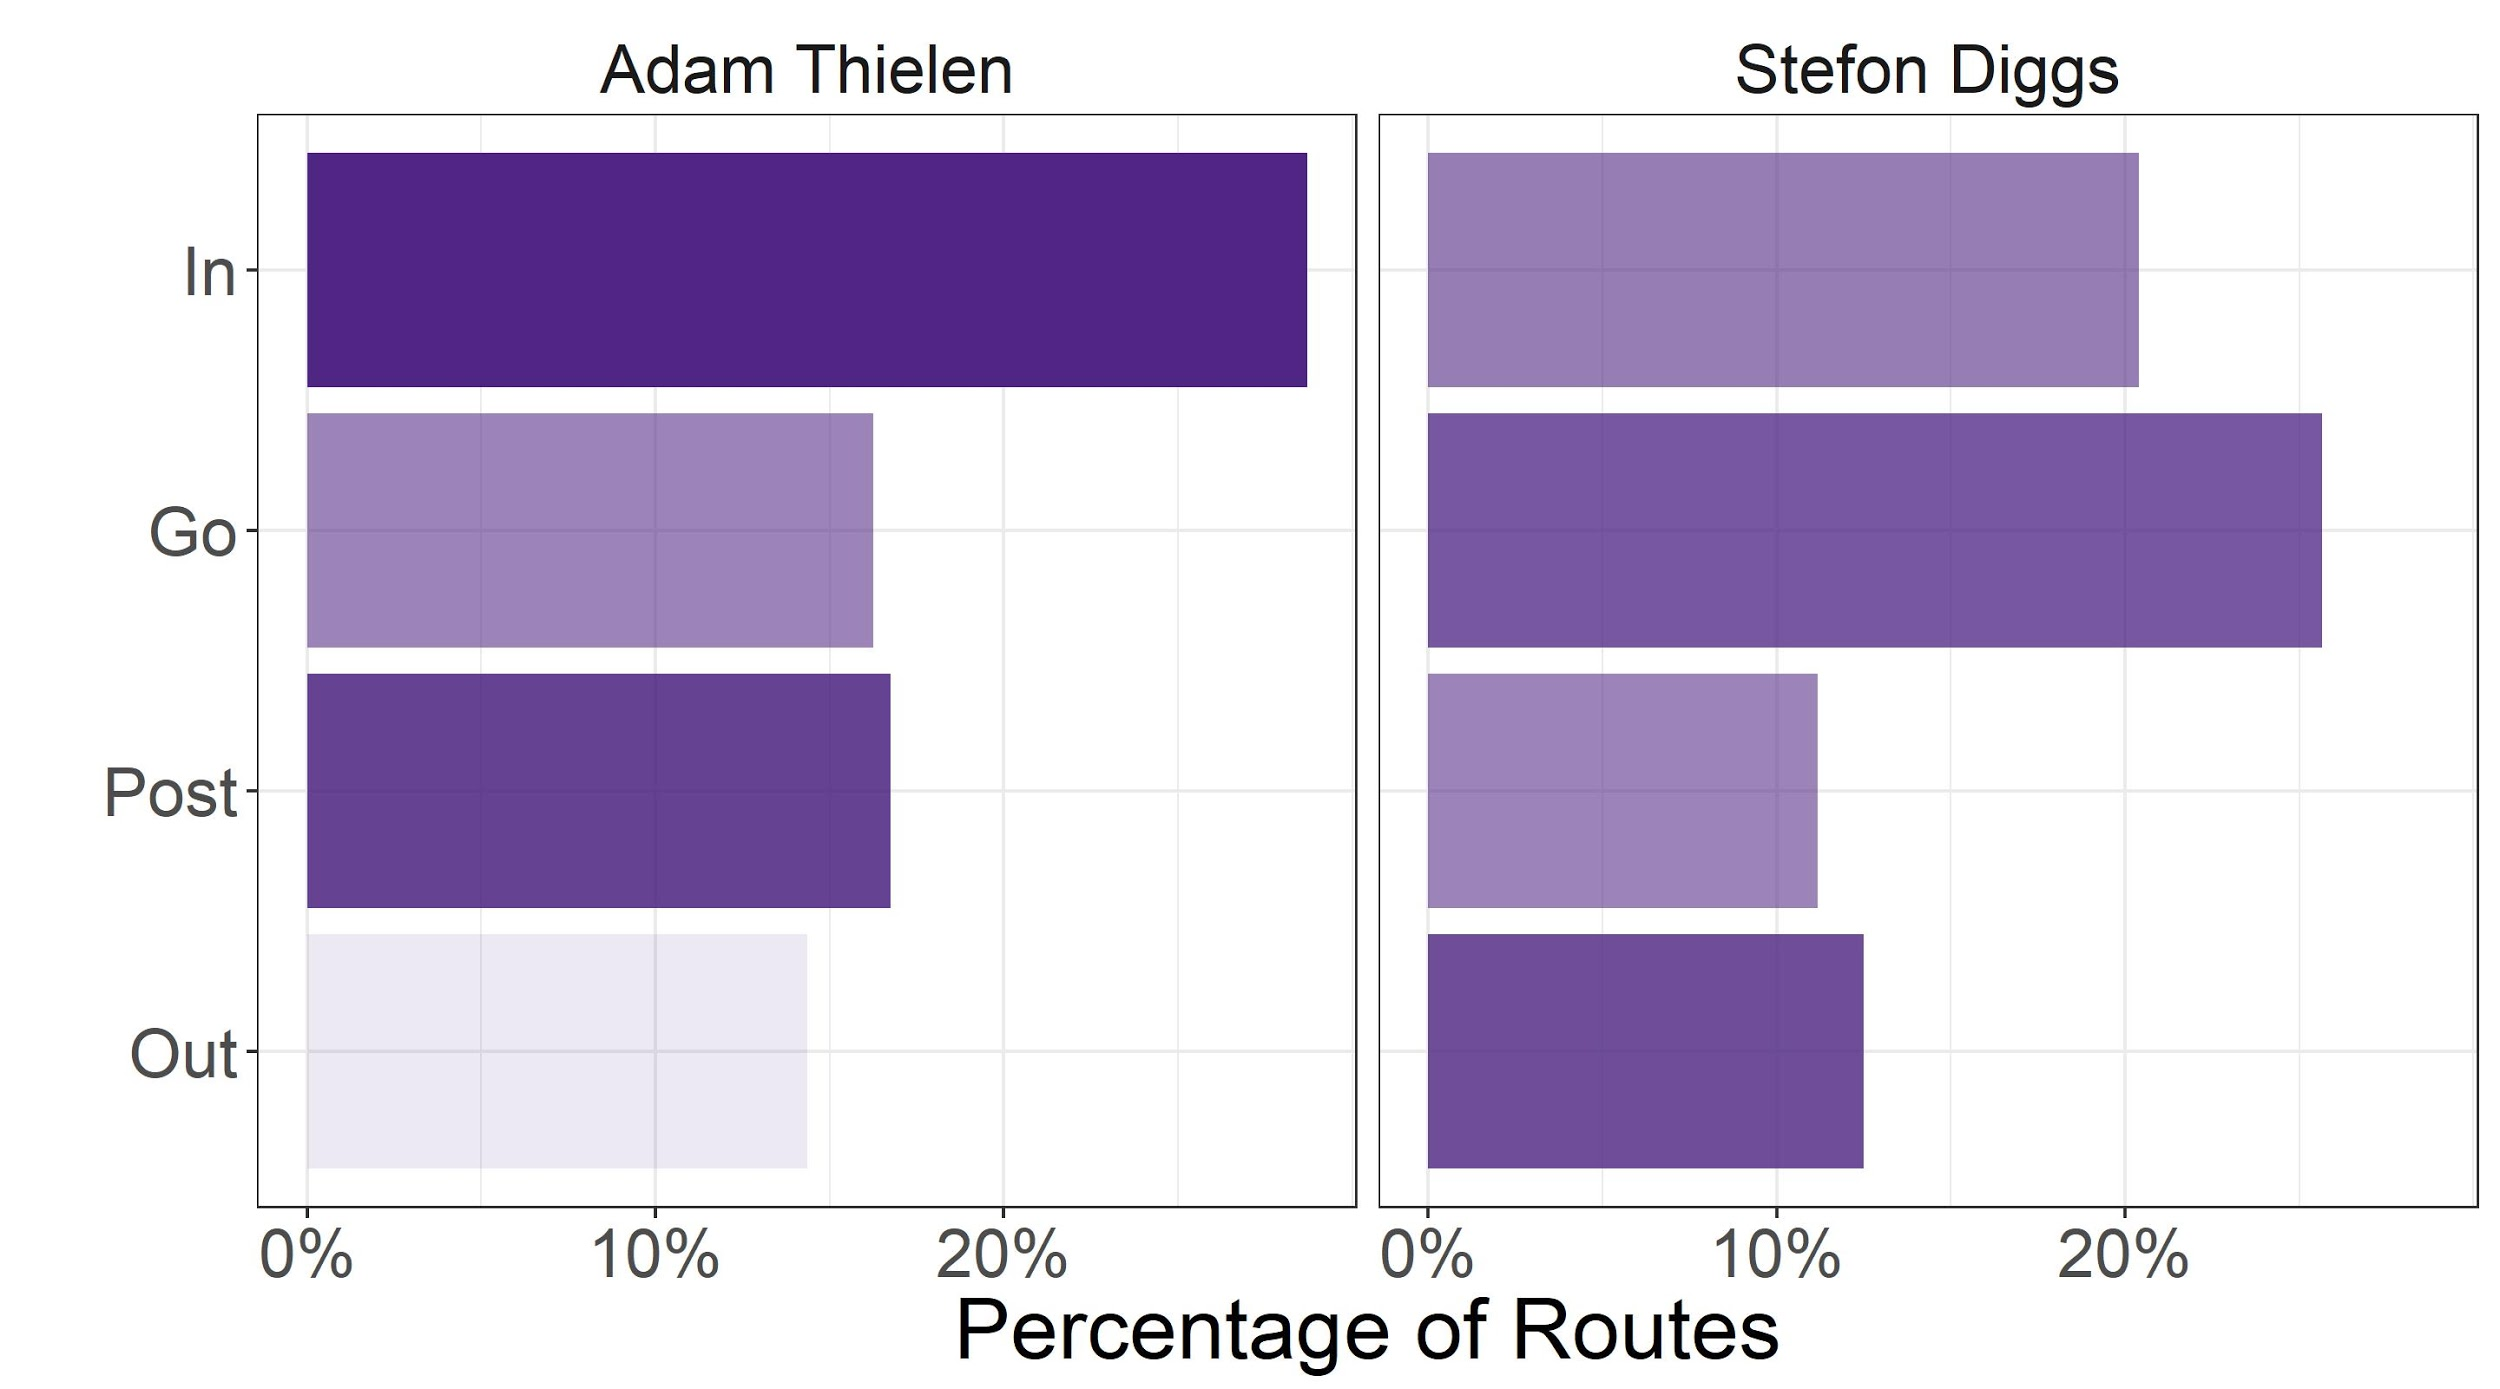 Adam Thielen
Stefon Diggs
In
Go
Post
Out
0% 10% 20%
0% 10% 20%
Percentage of Routes